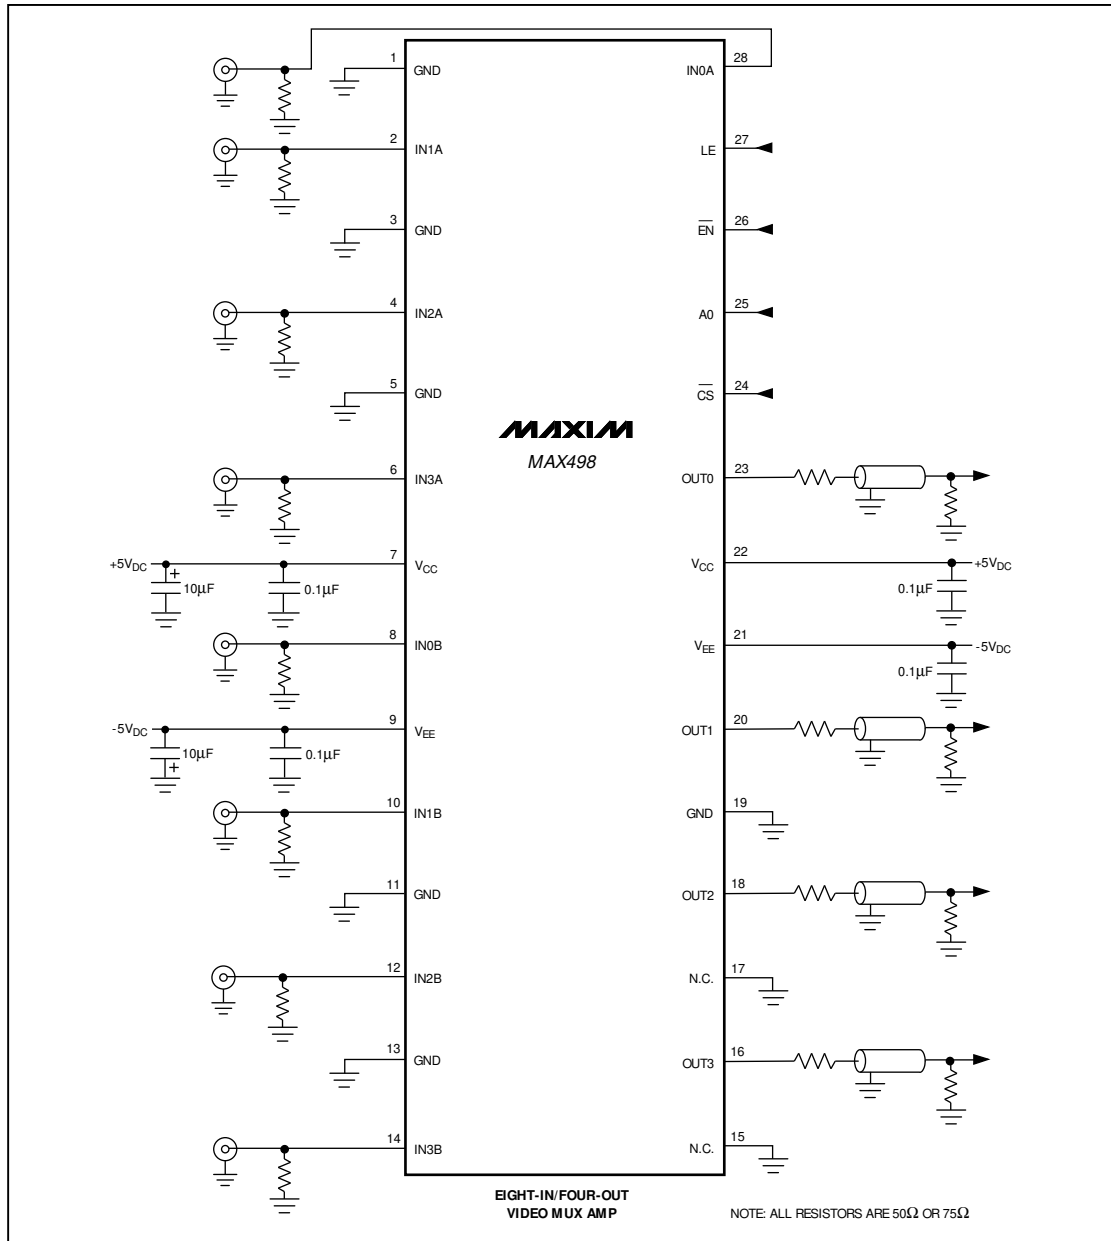 1 GND
IN0A 28
2 IN1A
LE 27
3 GND
EN 26
4 IN2A
A0 25
5 GND
CS 24
MAXIM
MAX498
6 IN3A
OUT0 23
+5VDC 7 VCC
10µF 0.1µF
VCC 22 +5VDC
0.1µF
8 IN0B
VEE 21 -5VDC
0.1µF
-5VDC 9 VEE
10µF 0.1µF
+
+
OUT1 20
10 IN1B
GND 19
11 GND
OUT2 18
12 IN2B
N.C. 17
13 GND
OUT3 16
14 IN3B
N.C. 15
EIGHT-IN/FOUR-OUT
VIDEO MUX AMP
NOTE: ALL RESISTORS ARE 50Ω OR 75Ω